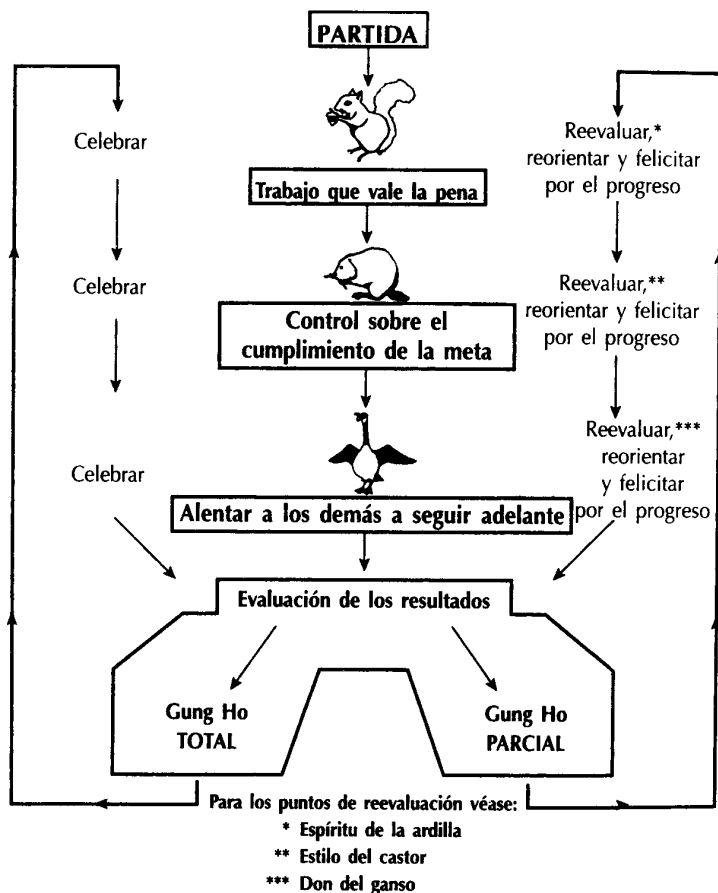 PARTIDA
Celebrar
Reevaluar,*
reorientar y felicitar
por el progreso
Trabajo que vale la pena
Celebrar
Reevaluar,**
reorientar y felicitar
por el progreso
Control sobre el
cumplimiento de la meta
Celebrar
Reevaluar,***
reorientar
y felicitar
por el progreso
Alentar a los demás a seguir adelante
Evaluación de los resultados
Gung Ho
TOTAL
Gung Ho
PARCIAL
Para los puntos de reevaluación véase:
* Espíritu de la ardilla
** Estilo del castor
*** Don del ganso